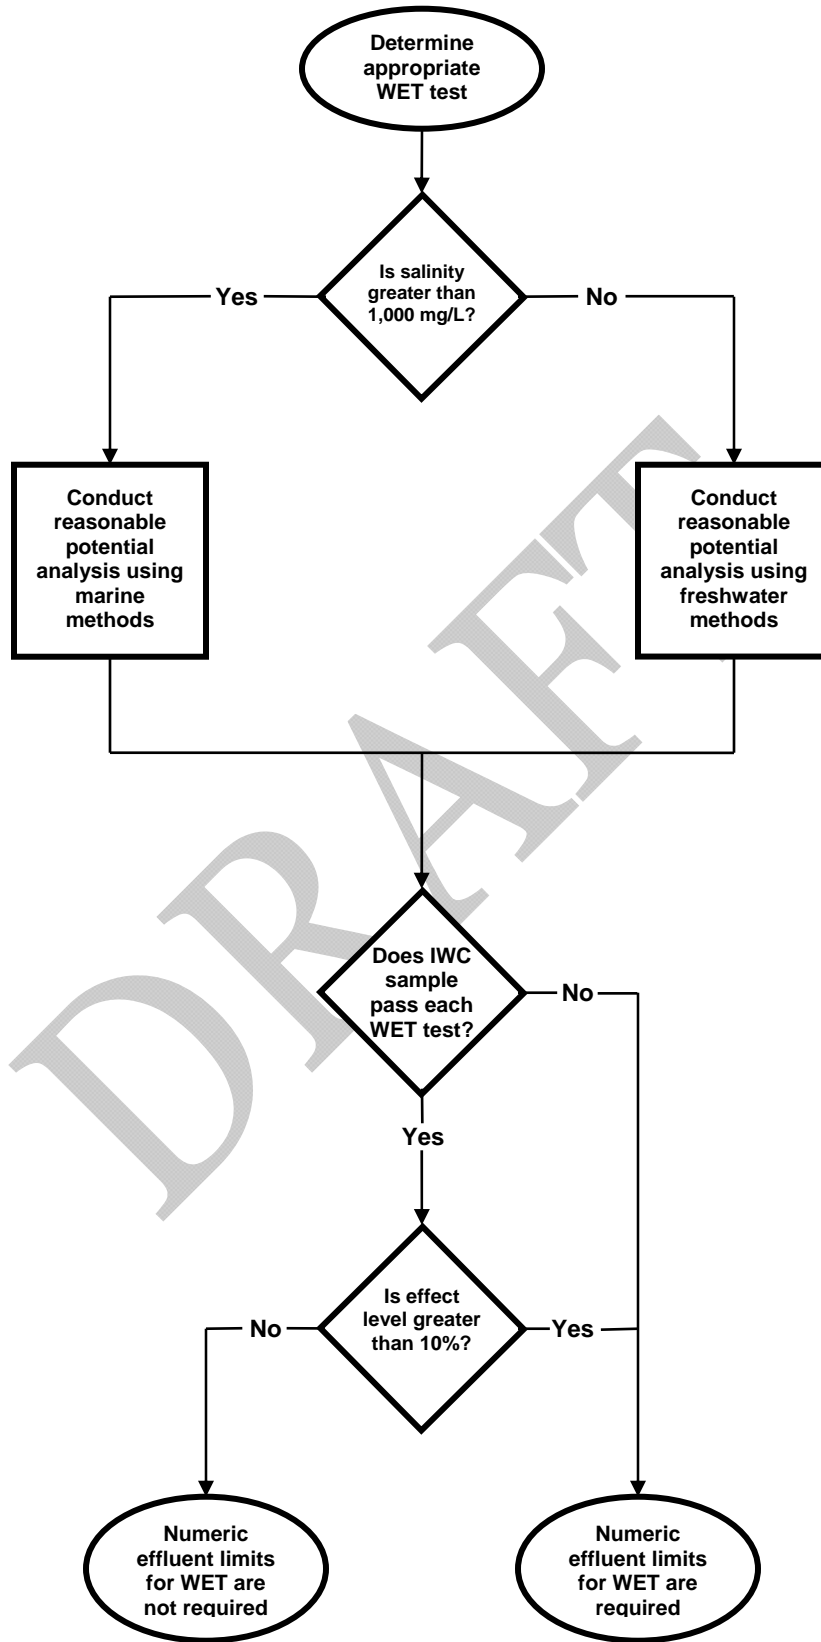 Determine
appropriate
WET test
Is salinity
greater than
1,000 mg/L?
Yes
No
Conduct
reasonable
potential
analysis using
marine
methods
Conduct
reasonable
potential
analysis using
freshwater
methods
DRAFT
Does IWC
sample
pass each
WET test?
No
Yes
Is effect
level greater
than 10%?
No
Yes
Numeric
effluent limits
for WET are
not required
Numeric
effluent limits
for WET are
required